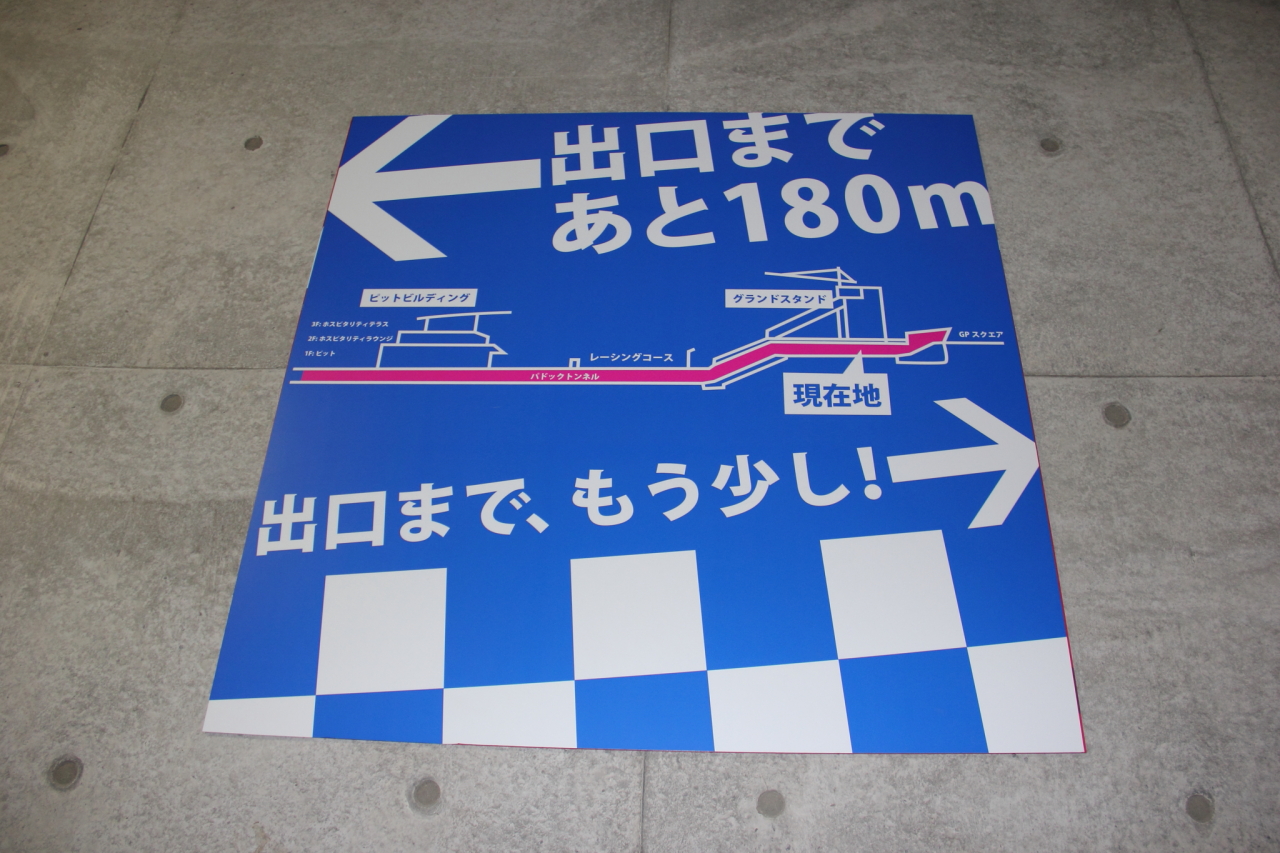 出口まで
あと180m
ピットビルディング
グランドスタンド
3F: ホスピタリティテラス
2F: ホスピタリティラウンジ
1F: ピット
GP スクエア
レーシングコース
パドックトンネル
現在地
出口まで、もう少し!